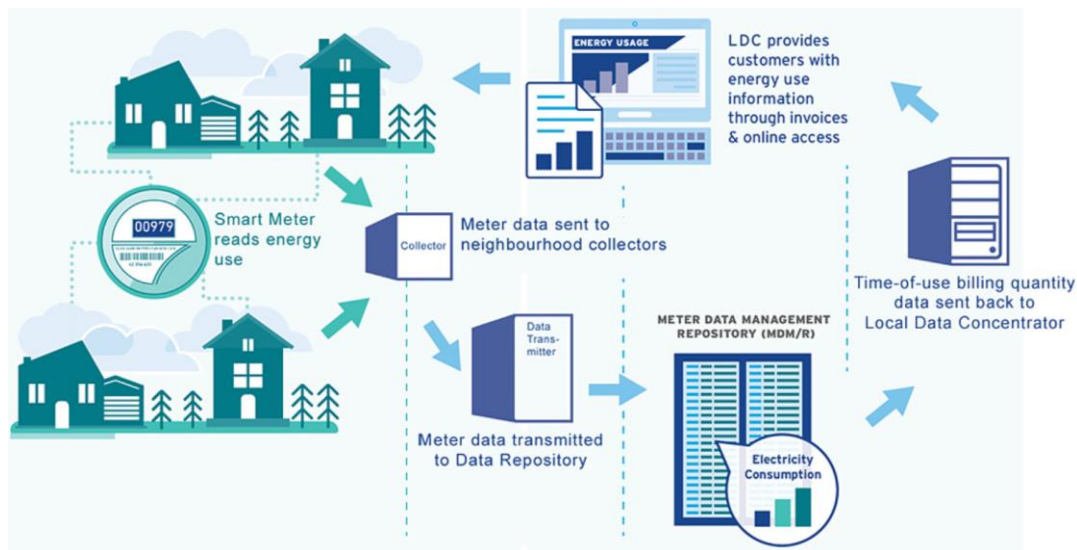 ENERGY USAGE
LDC provides
customers with
energy use
information
through invoices
& online access
00979
Smart Meter
reads energy
use
Collector
Meter data sent to
neighbourhood collectors
Data
Trans-
mitter
Meter data transmitted
to Data Repository
METER DATA MANAGEMENT
REPOSITORY (MDM/R)
Electricity
Consumption
Time-of-use billing quantity
data sent back to
Local Data Concentrator